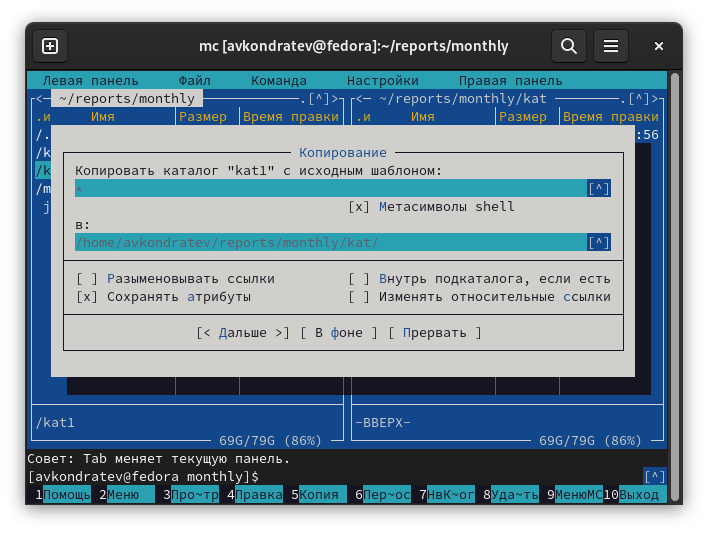 mc [avkondratev@fedora]:~/reports/monthly
Левая панель Файл Команда Настройки Правая панель
<─ ~/reports/monthly .[^]> <─ ~/reports/monthly/kat .[^]>
.и Имя Размер Время правки .и Имя Размер Время правки
/. :56
/k
/k
/m
j
Копирование
Копировать каталог "kat1" с исходным шаблоном:
* [^]
[x] Метасимволы shell
в:
/home/avkondratev/reports/monthly/kat/ [^]
[ ] Разыменовывать ссылки [ ] Внутрь подкаталога, если есть
[x] Сохранять атрибуты [ ] Изменять относительные ссылки
[< Дальше >] [ В фоне ] [ Прервать ]
/kat1 -ВВЕРХ-
69G/79G (86%) 69G/79G (86%)
Совет: Tab меняет текущую панель.
[avkondratev@fedora monthly]$ [^]
1Помощь 2Меню 3Про~тр 4Правка 5Копия 6Пер~ос 7НвК~ог 8Уда~ть 9МенюМС10Выход